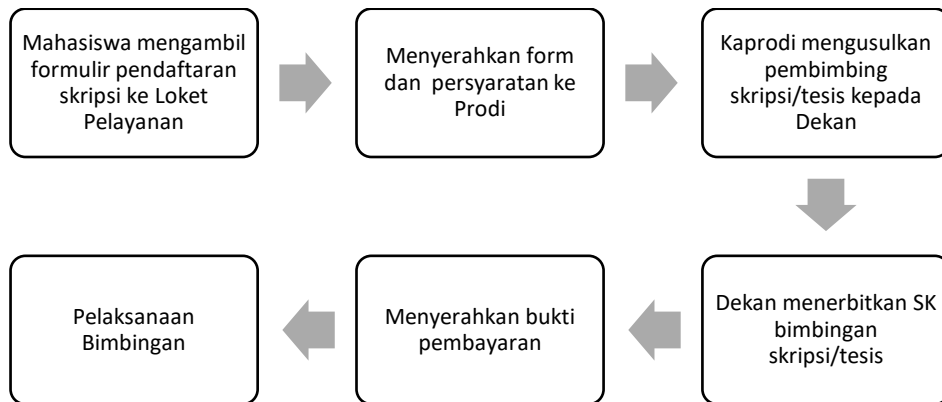 Mahasiswa mengambil
formulir pendaftaran
skripsi ke Loket
Pelayanan
Menyerahkan form
dan persyaratan ke
Prodi
Kaprodi mengusulkan
pembimbing
skripsi/tesis kepada
Dekan
Dekan menerbitkan SK
bimbingan
skripsi/tesis
Menyerahkan bukti
pembayaran
Pelaksanaan
Bimbingan